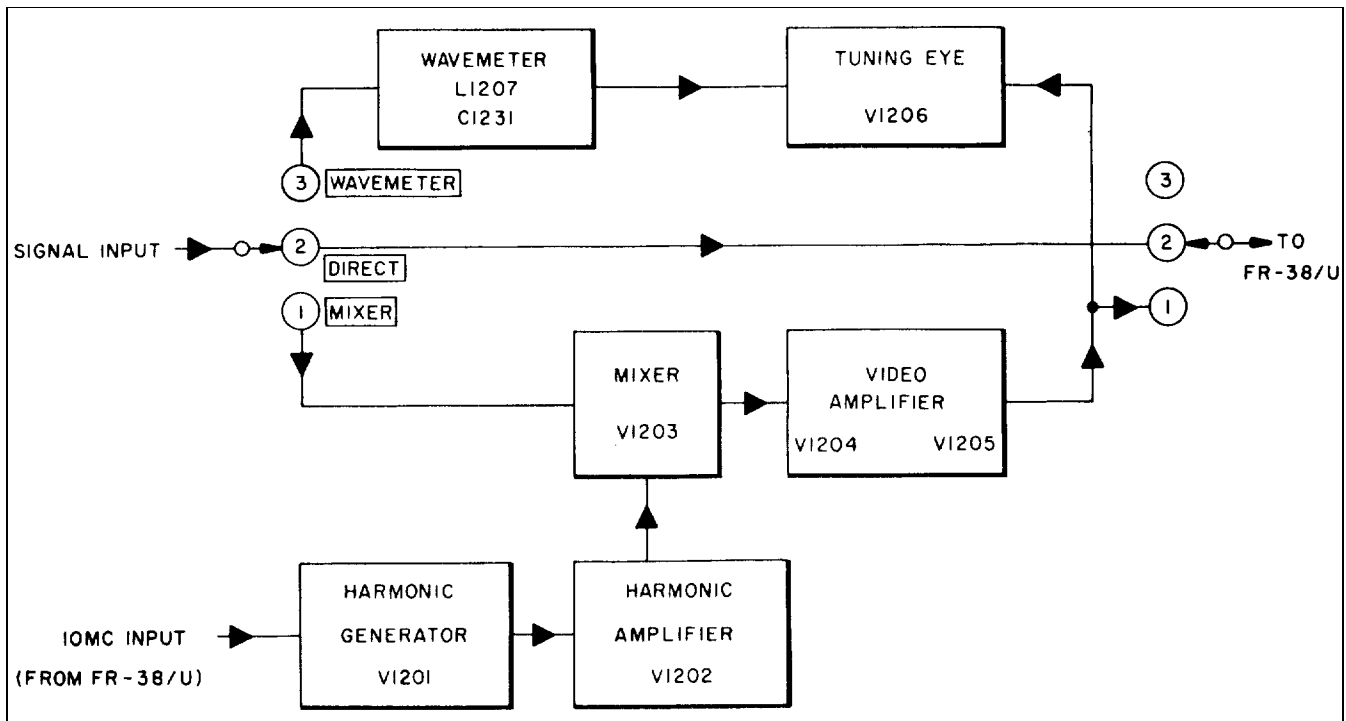 WAVEMETER
L1207
C1231
TUNING EYE
V1206
3 WAVEMETER
3
SIGNAL INPUT
2
DIRECT
2
TO
FR-38/U
1 MIXER
1
MIXER
V1203
VIDEO
AMPLIFIER
V1204 V1205
10MC INPUT
(FROM FR-38/U)
HARMONIC
GENERATOR
V1201
HARMONIC
AMPLIFIER
V1202